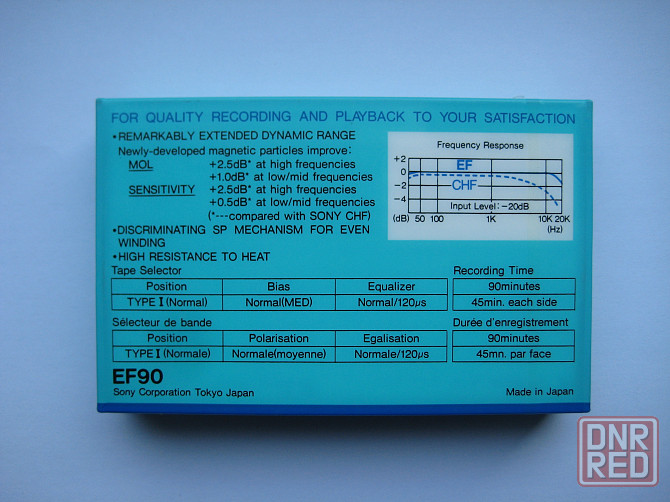 FOR QUALITY RECORDING AND PLAYBACK TO YOUR SATISFACTION
•REMARKABLY EXTENDED DYNAMIC RANGE
Newly-developed magnetic particles improve:
MOL +2.5dB* at high frequencies
+1.0dB* at low/mid frequencies
SENSITIVITY +2.5dB* at high frequencies
+0.5dB* at low/mid frequencies
(*---compared with SONY CHF)
•DISCRIMINATING SP MECHANISM FOR EVEN
WINDING
•HIGH RESISTANCE TO HEAT
Frequency Response
+2
0
−2
−4
EF
CHF
Input Level: −20dB
(dB) 50 100 1K 10K 20K
(Hz)
Tape Selector
Position Bias Equalizer
TYPE I (Normal) Normal(MED) Normal/120μs
Recording Time
90minutes
45min. each side
Sélecteur de bande
Position Polarisation Egalisation
TYPE I (Normale) Normale(moyenne) Normale/120μs
Durée d'enregistrement
90minutes
45mn. par face
EF90
Sony Corporation Tokyo Japan
Made in Japan
DNR
RED